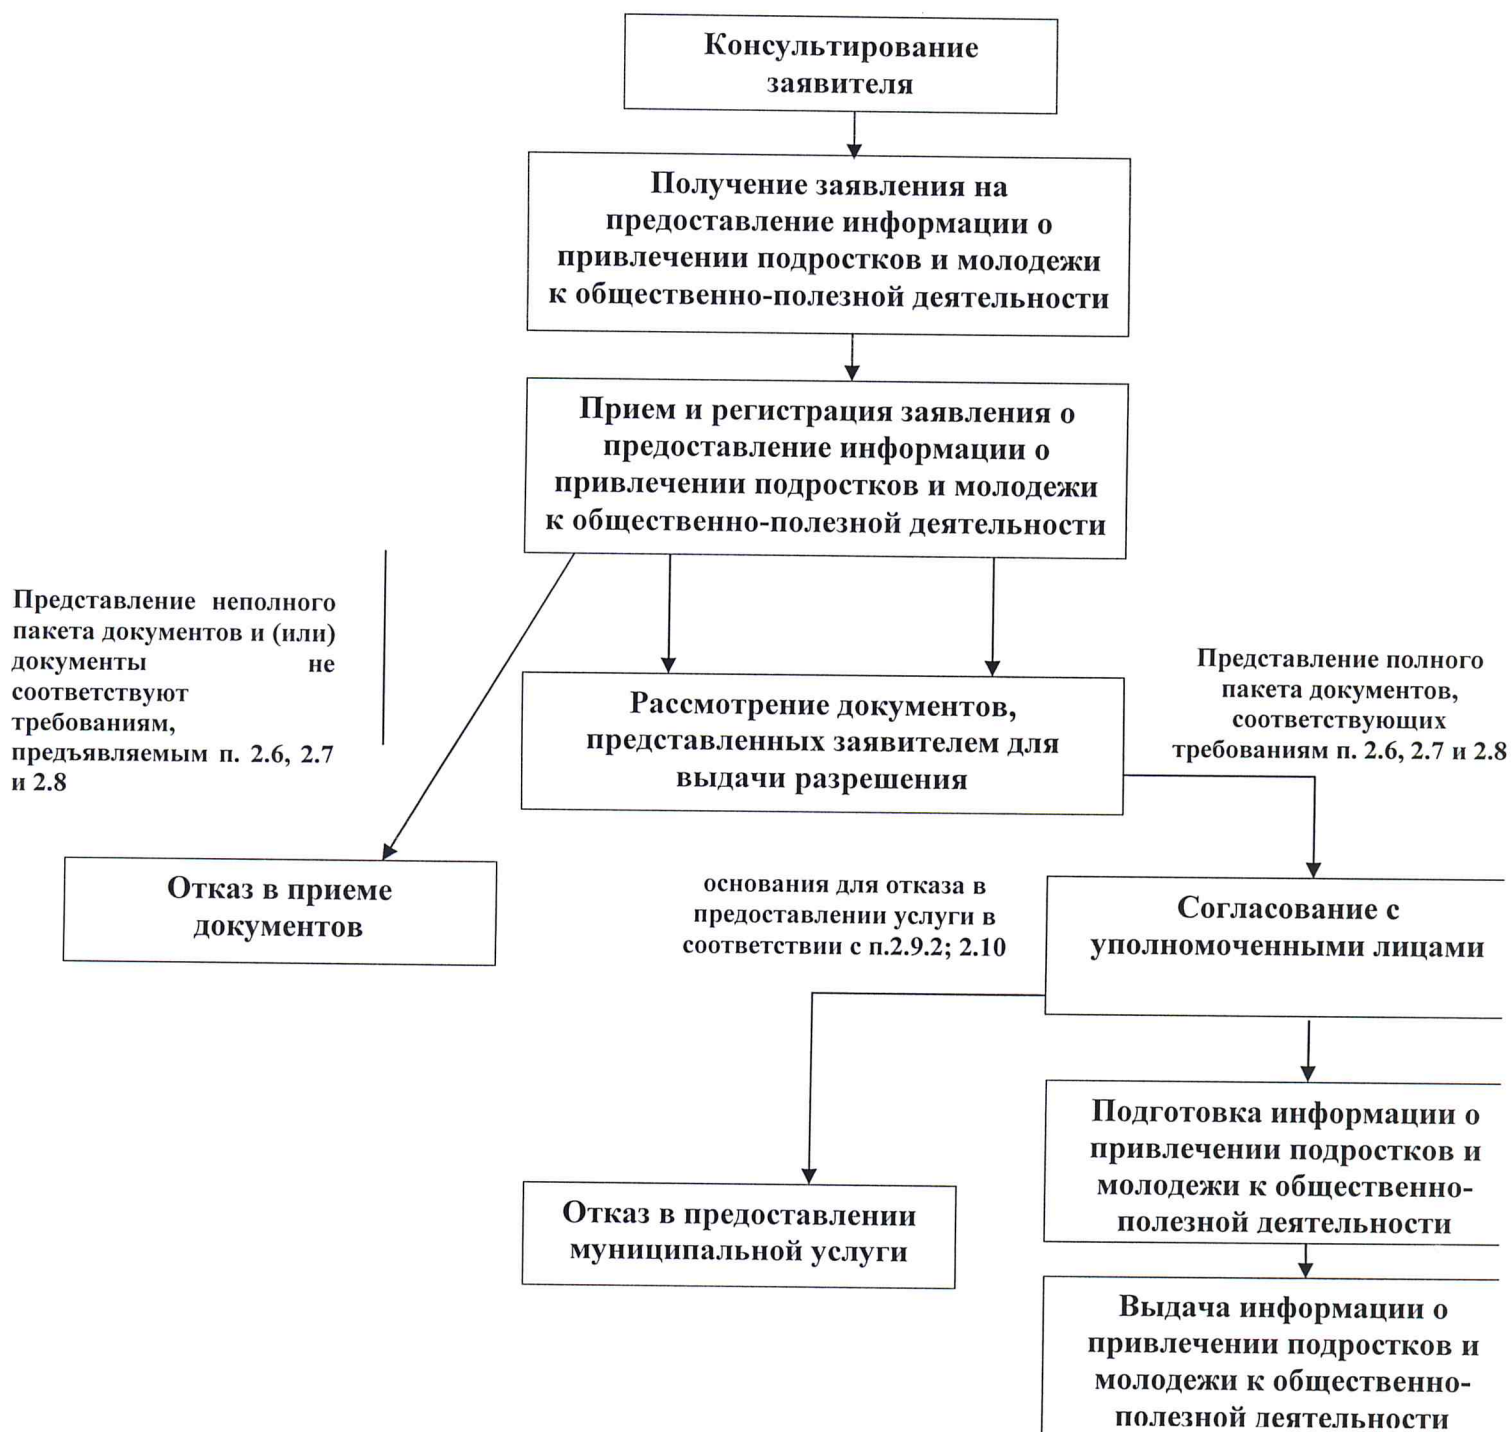 Консультирование
заявителя
Получение заявления на
предоставление информации о
привлечении подростков и молодежи
к общественно-полезной деятельности
Прием и регистрация заявления о
предоставление информации о
привлечении подростков и молодежи
к общественно-полезной деятельности
Представление неполного
пакета документов и (или)
документы не
соответствуют
требованиям,
предъявляемым п. 2.6, 2.7
и 2.8
Представление полного
пакета документов,
соответствующих
требованиям п. 2.6, 2.7 и 2.8
Рассмотрение документов,
представленных заявителем для
выдачи разрешения
Отказ в приеме
документов
основания для отказа в
предоставлении услуги в
соответствии с п.2.9.2; 2.10
Согласование с
уполномоченными лицами
Подготовка информации о
привлечении подростков и
молодежи к общественно-
полезной деятельности
Отказ в предоставлении
муниципальной услуги
Выдача информации о
привлечении подростков и
молодежи к общественно-
полезной деятельности